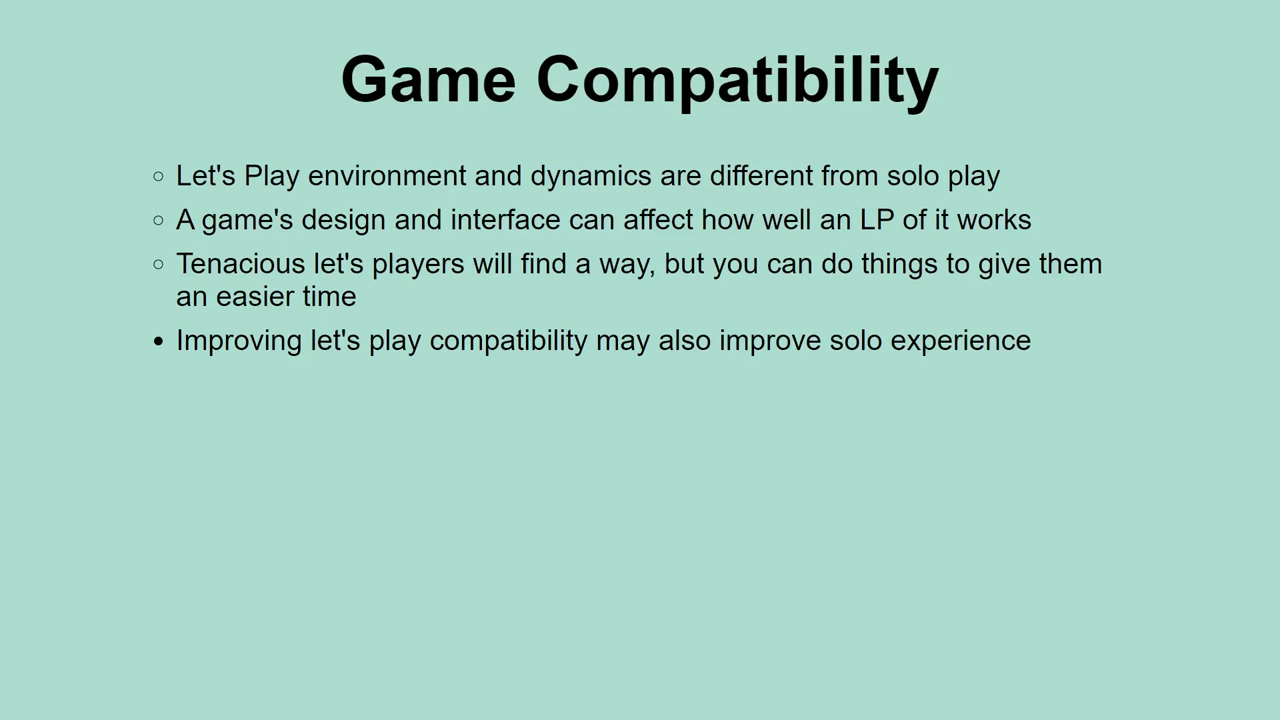 Game Compatibility
Let's Play environment and dynamics are different from solo play
A game's design and interface can affect how well an LP of it works
Tenacious let's players will find a way, but you can do things to give them
an easier time
Improving let's play compatibility may also improve solo experience